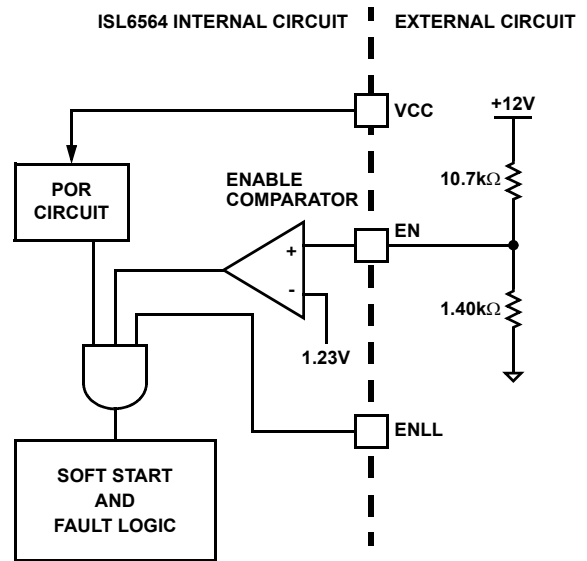 ISL6564 INTERNAL CIRCUIT
EXTERNAL CIRCUIT
VCC
+12V
POR
CIRCUIT
ENABLE
COMPARATOR
10.7kΩ
EN
+
-
1.40kΩ
1.23V
ENLL
SOFT START
AND
FAULT LOGIC